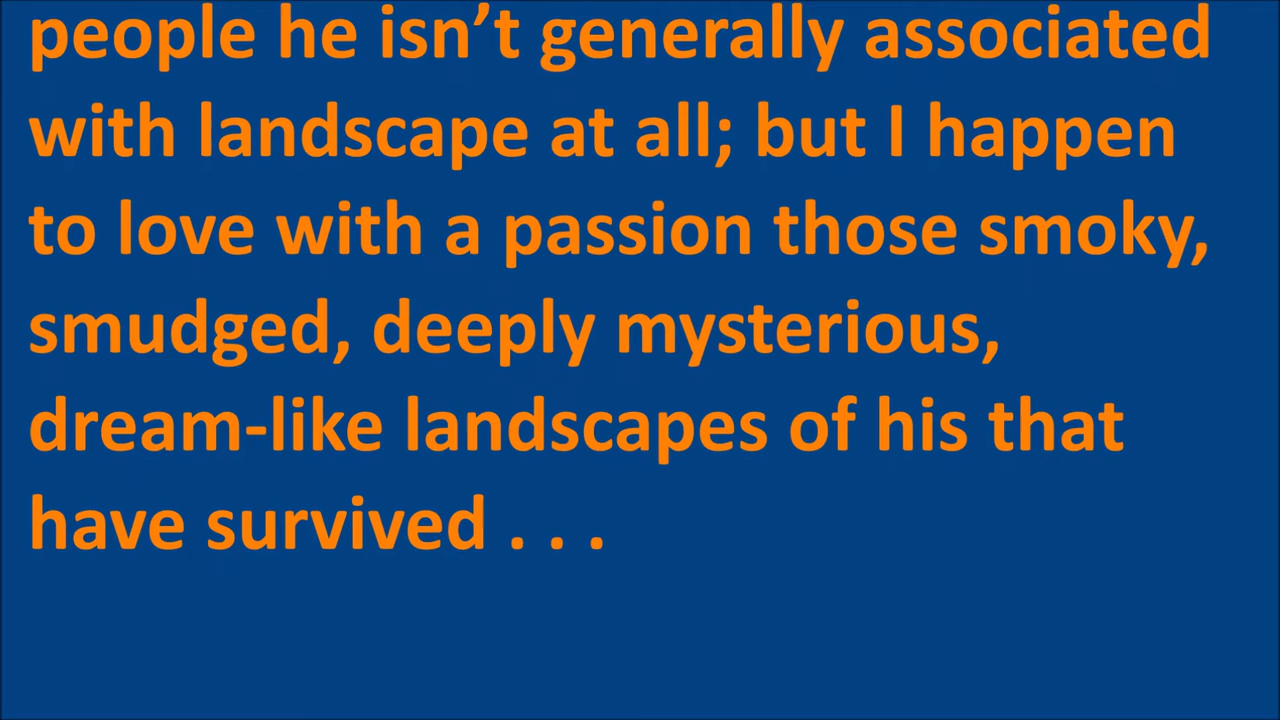 people he isn’t generally associated
with landscape at all; but I happen
to love with a passion those smoky,
smudged, deeply mysterious,
dream-like landscapes of his that
have survived . . .